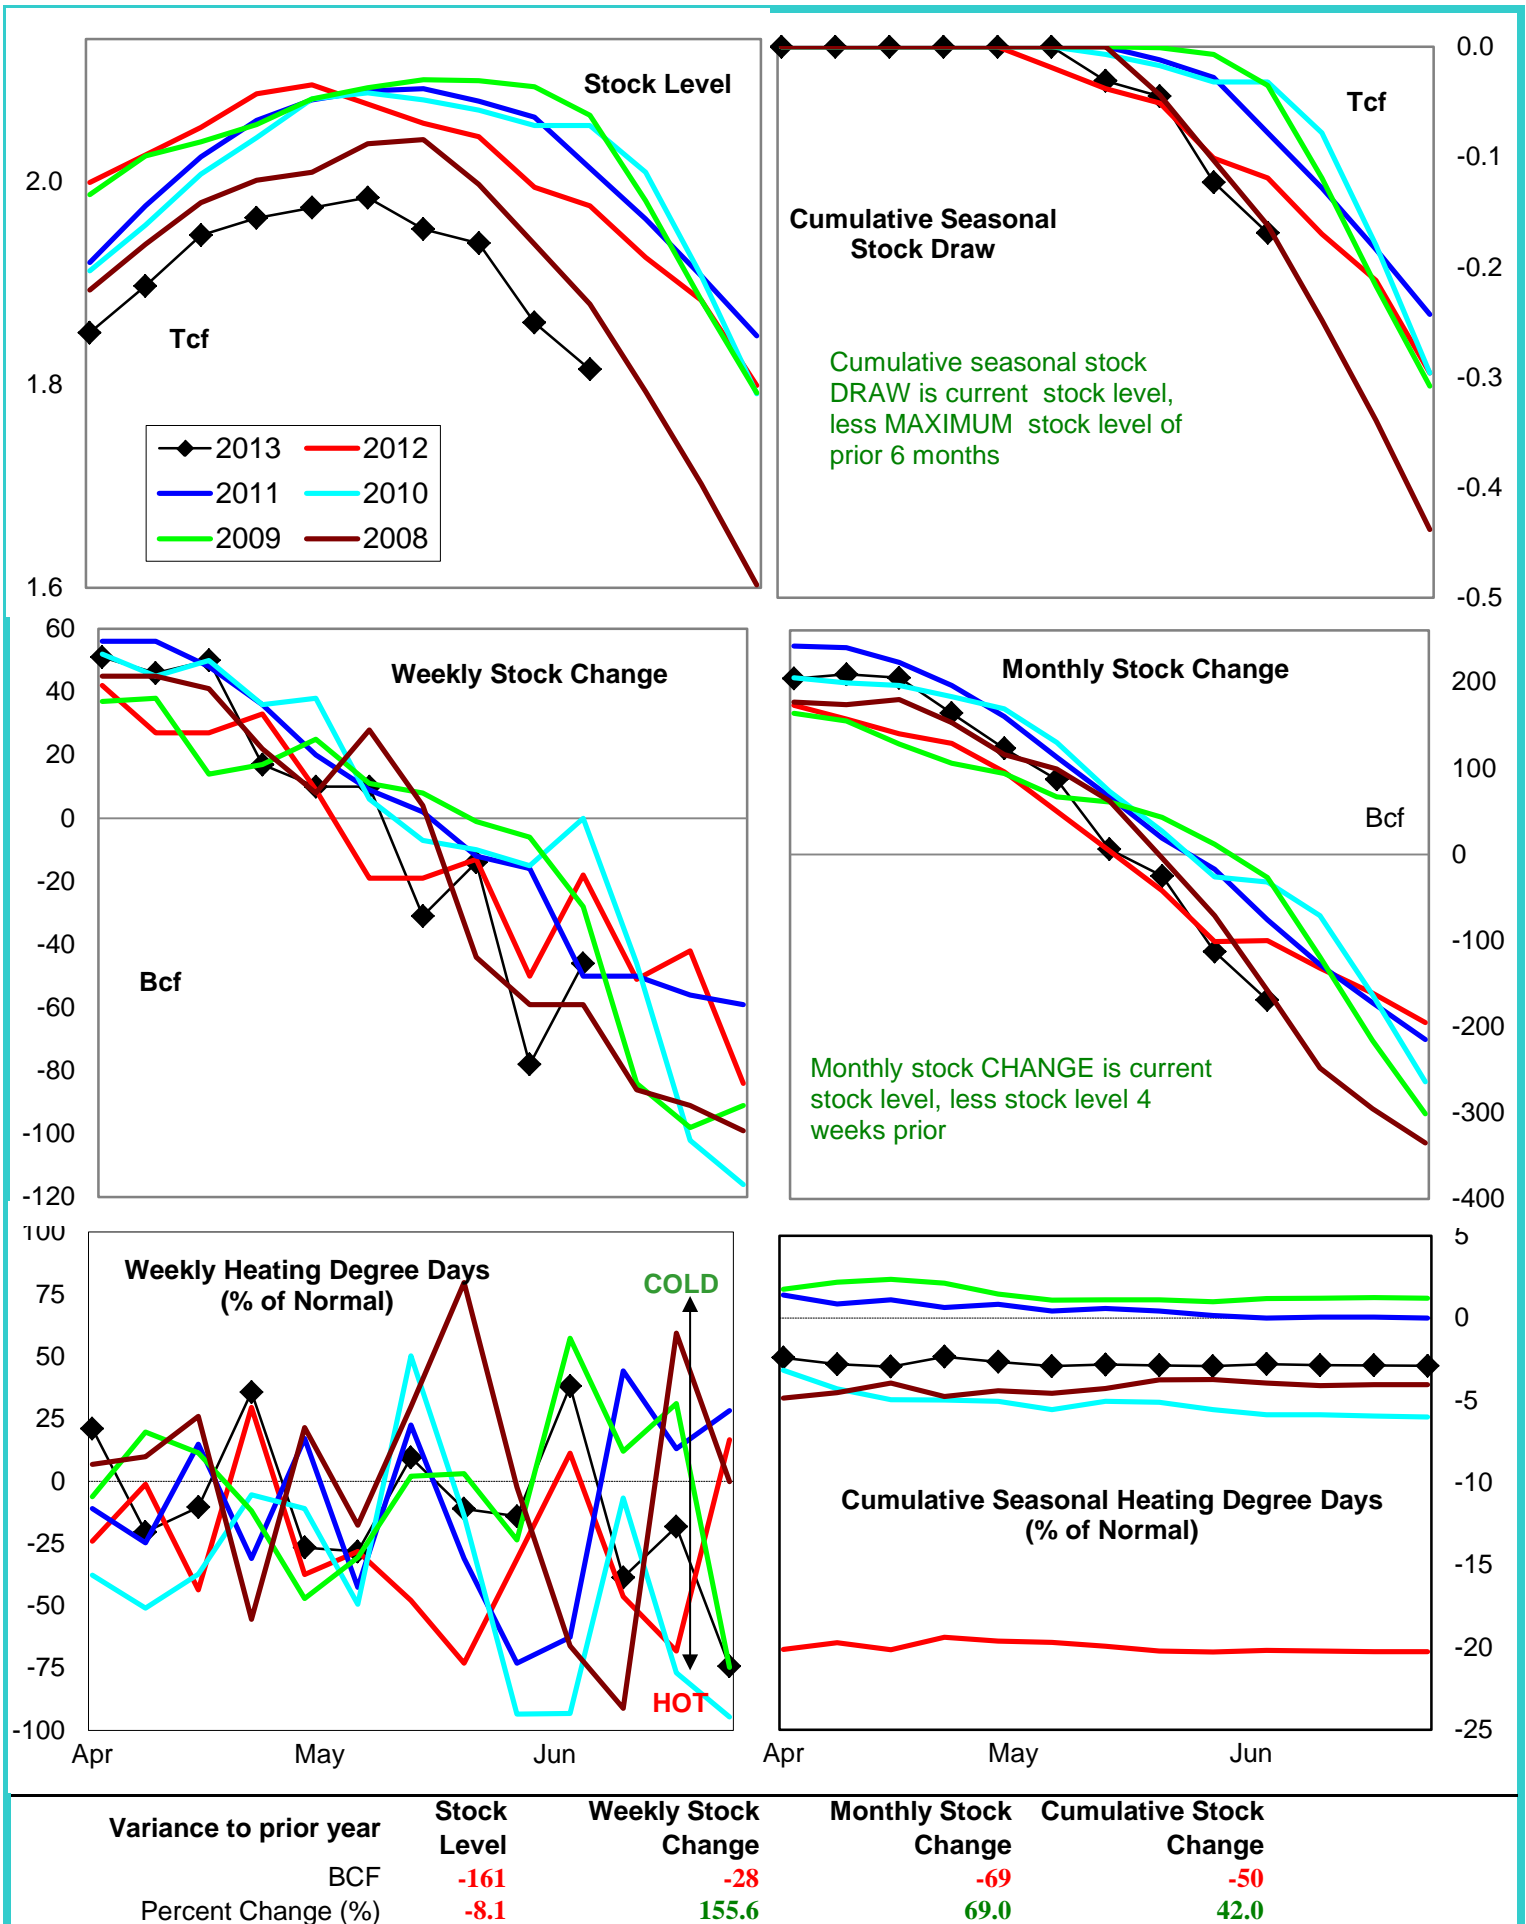 Stock Level
2.0
1.8
1.6
Tcf
2013 2012
2011 2010
2009 2008
0.0
-0.1
-0.2
-0.3
-0.4
-0.5
Tcf
Cumulative Seasonal
Stock Draw
Cumulative seasonal stock
DRAW is current stock level,
less MAXIMUM stock level of
prior 6 months
60
40
20
0
-20
-40
-60
-80
-100
-120
Weekly Stock Change
Bcf
Monthly Stock Change
200
100
0
-100
-200
-300
-400
Bcf
Monthly stock CHANGE is current
stock level, less stock level 4
weeks prior
100
75
50
25
0
-25
-50
-75
-100
Weekly Heating Degree Days
(% of Normal)
COLD
HOT
Apr May Jun
5
0
-5
-10
-15
-20
-25
Cumulative Seasonal Heating Degree Days
(% of Normal)
Apr May Jun
Variance to prior year Stock Level Weekly Stock Change Monthly Stock Change Cumulative Stock Change
BCF -161 -28 -69 -50
Percent Change (%) -8.1 155.6 69.0 42.0